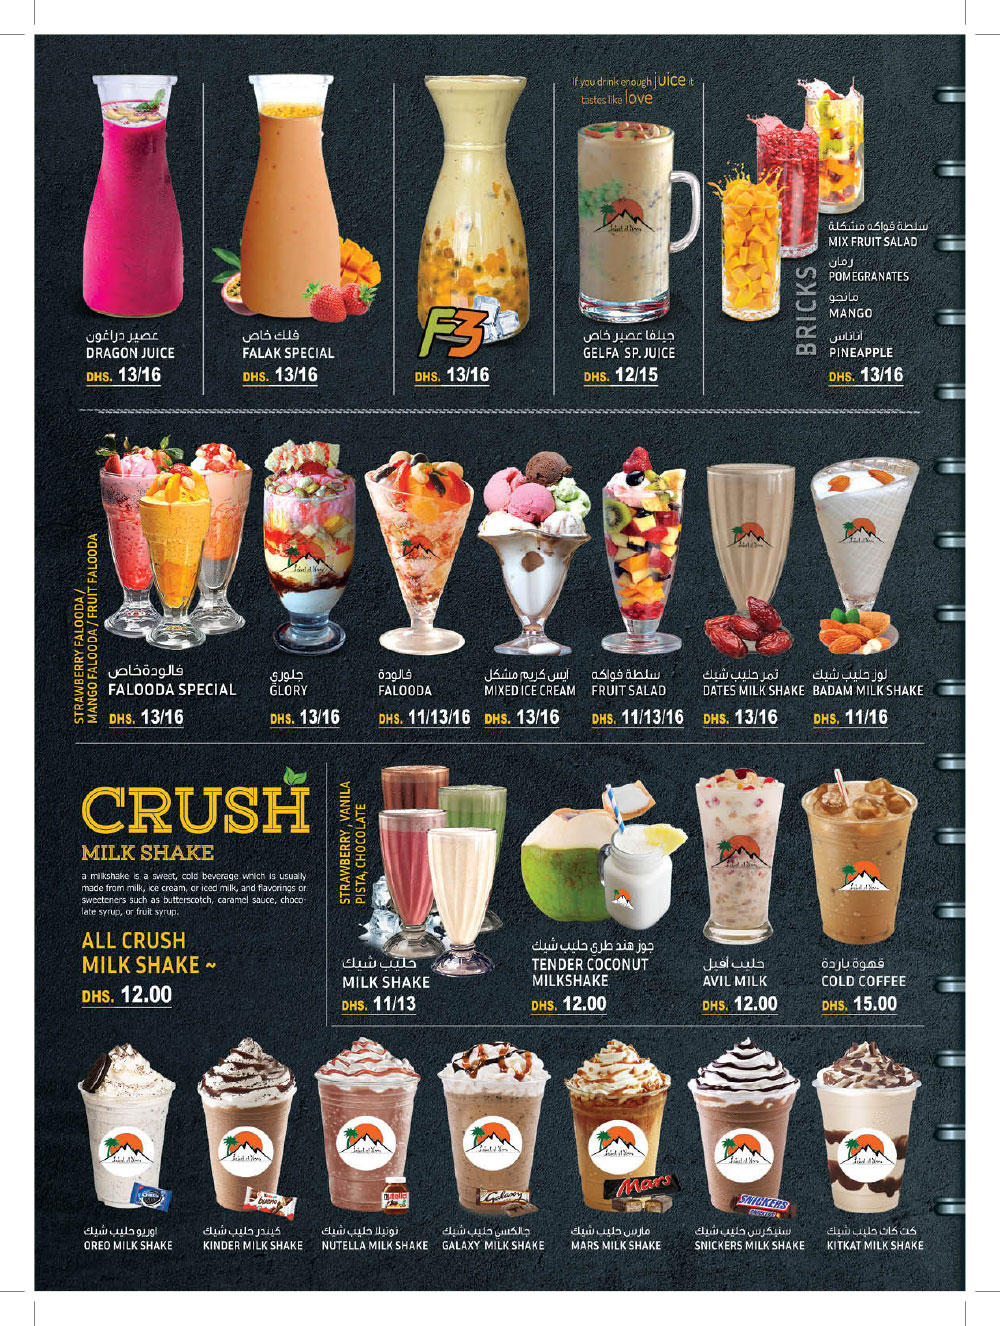 If you drink enough juice it
tastes like love
عصير دراغون
DRAGON JUICE
DHS. 13/16
فلك خاص
FALAK SPECIAL
DHS. 13/16
F3
DHS. 13/16
جيلفا عصير خاص
GELFA SP. JUICE
DHS. 12/15
BRICKS
سلطة فواكه مشكلة
MIX FRUIT SALAD
رمان
POMEGRANATES
مانجو
MANGO
أناناس
PINEAPPLE
DHS. 13/16
STRAWBERRY FALOODA /
MANGO FALOODA / FRUIT FALOODA
فالودة خاص
FALOODA SPECIAL
DHS. 13/16
جلوري
GLORY
DHS. 13/16
فالودة
FALOODA
DHS. 11/13/16
آيس كريم مشكل
MIXED ICE CREAM
DHS. 13/16
سلطة فواكه
FRUIT SALAD
DHS. 11/13/16
تمر حليب شيك
DATES MILK SHAKE
DHS. 13/16
لوز حليب شيك
BADAM MILK SHAKE
DHS. 11/16
CRUSH
MILK SHAKE
a milkshake is a sweet, cold beverage which is usually
made from milk, ice cream, or iced milk, and flavorings or
sweeteners such as butterscotch, caramel sauce, choco-
late syrup, or fruit syrup.
ALL CRUSH
MILK SHAKE ~
DHS. 12.00
STRAWBERRY, VANILA
PISTA, CHOCOLATE
حليب شيك
MILK SHAKE
DHS. 11/13
جوز هند طري حليب شيك
TENDER COCONUT
MILKSHAKE
DHS. 12.00
حليب أفيل
AVIL MILK
DHS. 12.00
قهوة باردة
COLD COFFEE
DHS. 15.00
اوريو حليب شيك
OREO MILK SHAKE
كيندر حليب شيك
KINDER MILK SHAKE
bueno
نوتيلا حليب شيك
NUTELLA MILK SHAKE
nutella
جالكسي حليب شيك
GALAXY MILK SHAKE
Galaxy
مارس حليب شيك
MARS MILK SHAKE
Mars
سنيكرس حليب شيك
SNICKERS MILK SHAKE
SNICKERS
كت كات حليب شيك
KITKAT MILK SHAKE